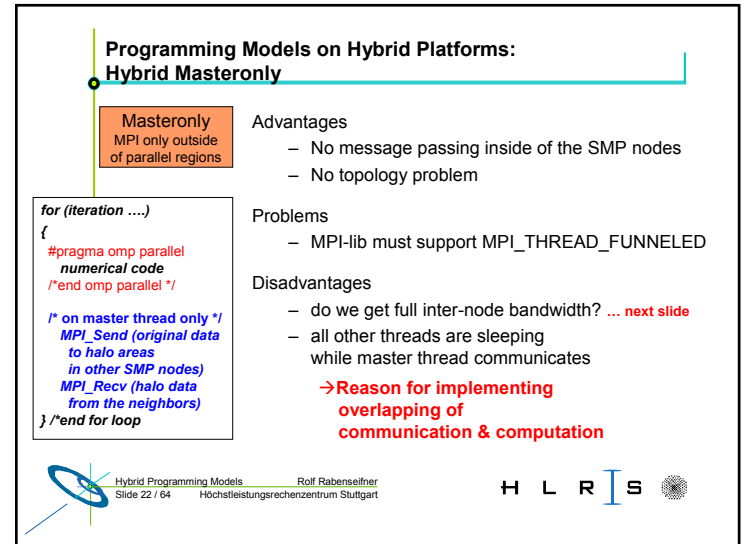 Programming Models on Hybrid Platforms:
Hybrid Masteronly
Masteronly
MPI only outside
of parallel regions
for (iteration ….)
{
#pragma omp parallel
numerical code
/*end omp parallel */
/* on master thread only */
MPI_Send (original data
to halo areas
in other SMP nodes)
MPI_Recv (halo data
from the neighbors)
} /*end for loop
Advantages
– No message passing inside of the SMP nodes
– No topology problem
Problems
– MPI-lib must support MPI_THREAD_FUNNELED
Disadvantages
– do we get full inter-node bandwidth? … next slide
– all other threads are sleeping
while master thread communicates
→Reason for implementing
overlapping of
communication & computation
Hybrid Programming Models Rolf Rabenseifner
Slide 22 / 64 Höchstleistungsrechenzentrum Stuttgart
H L R I S